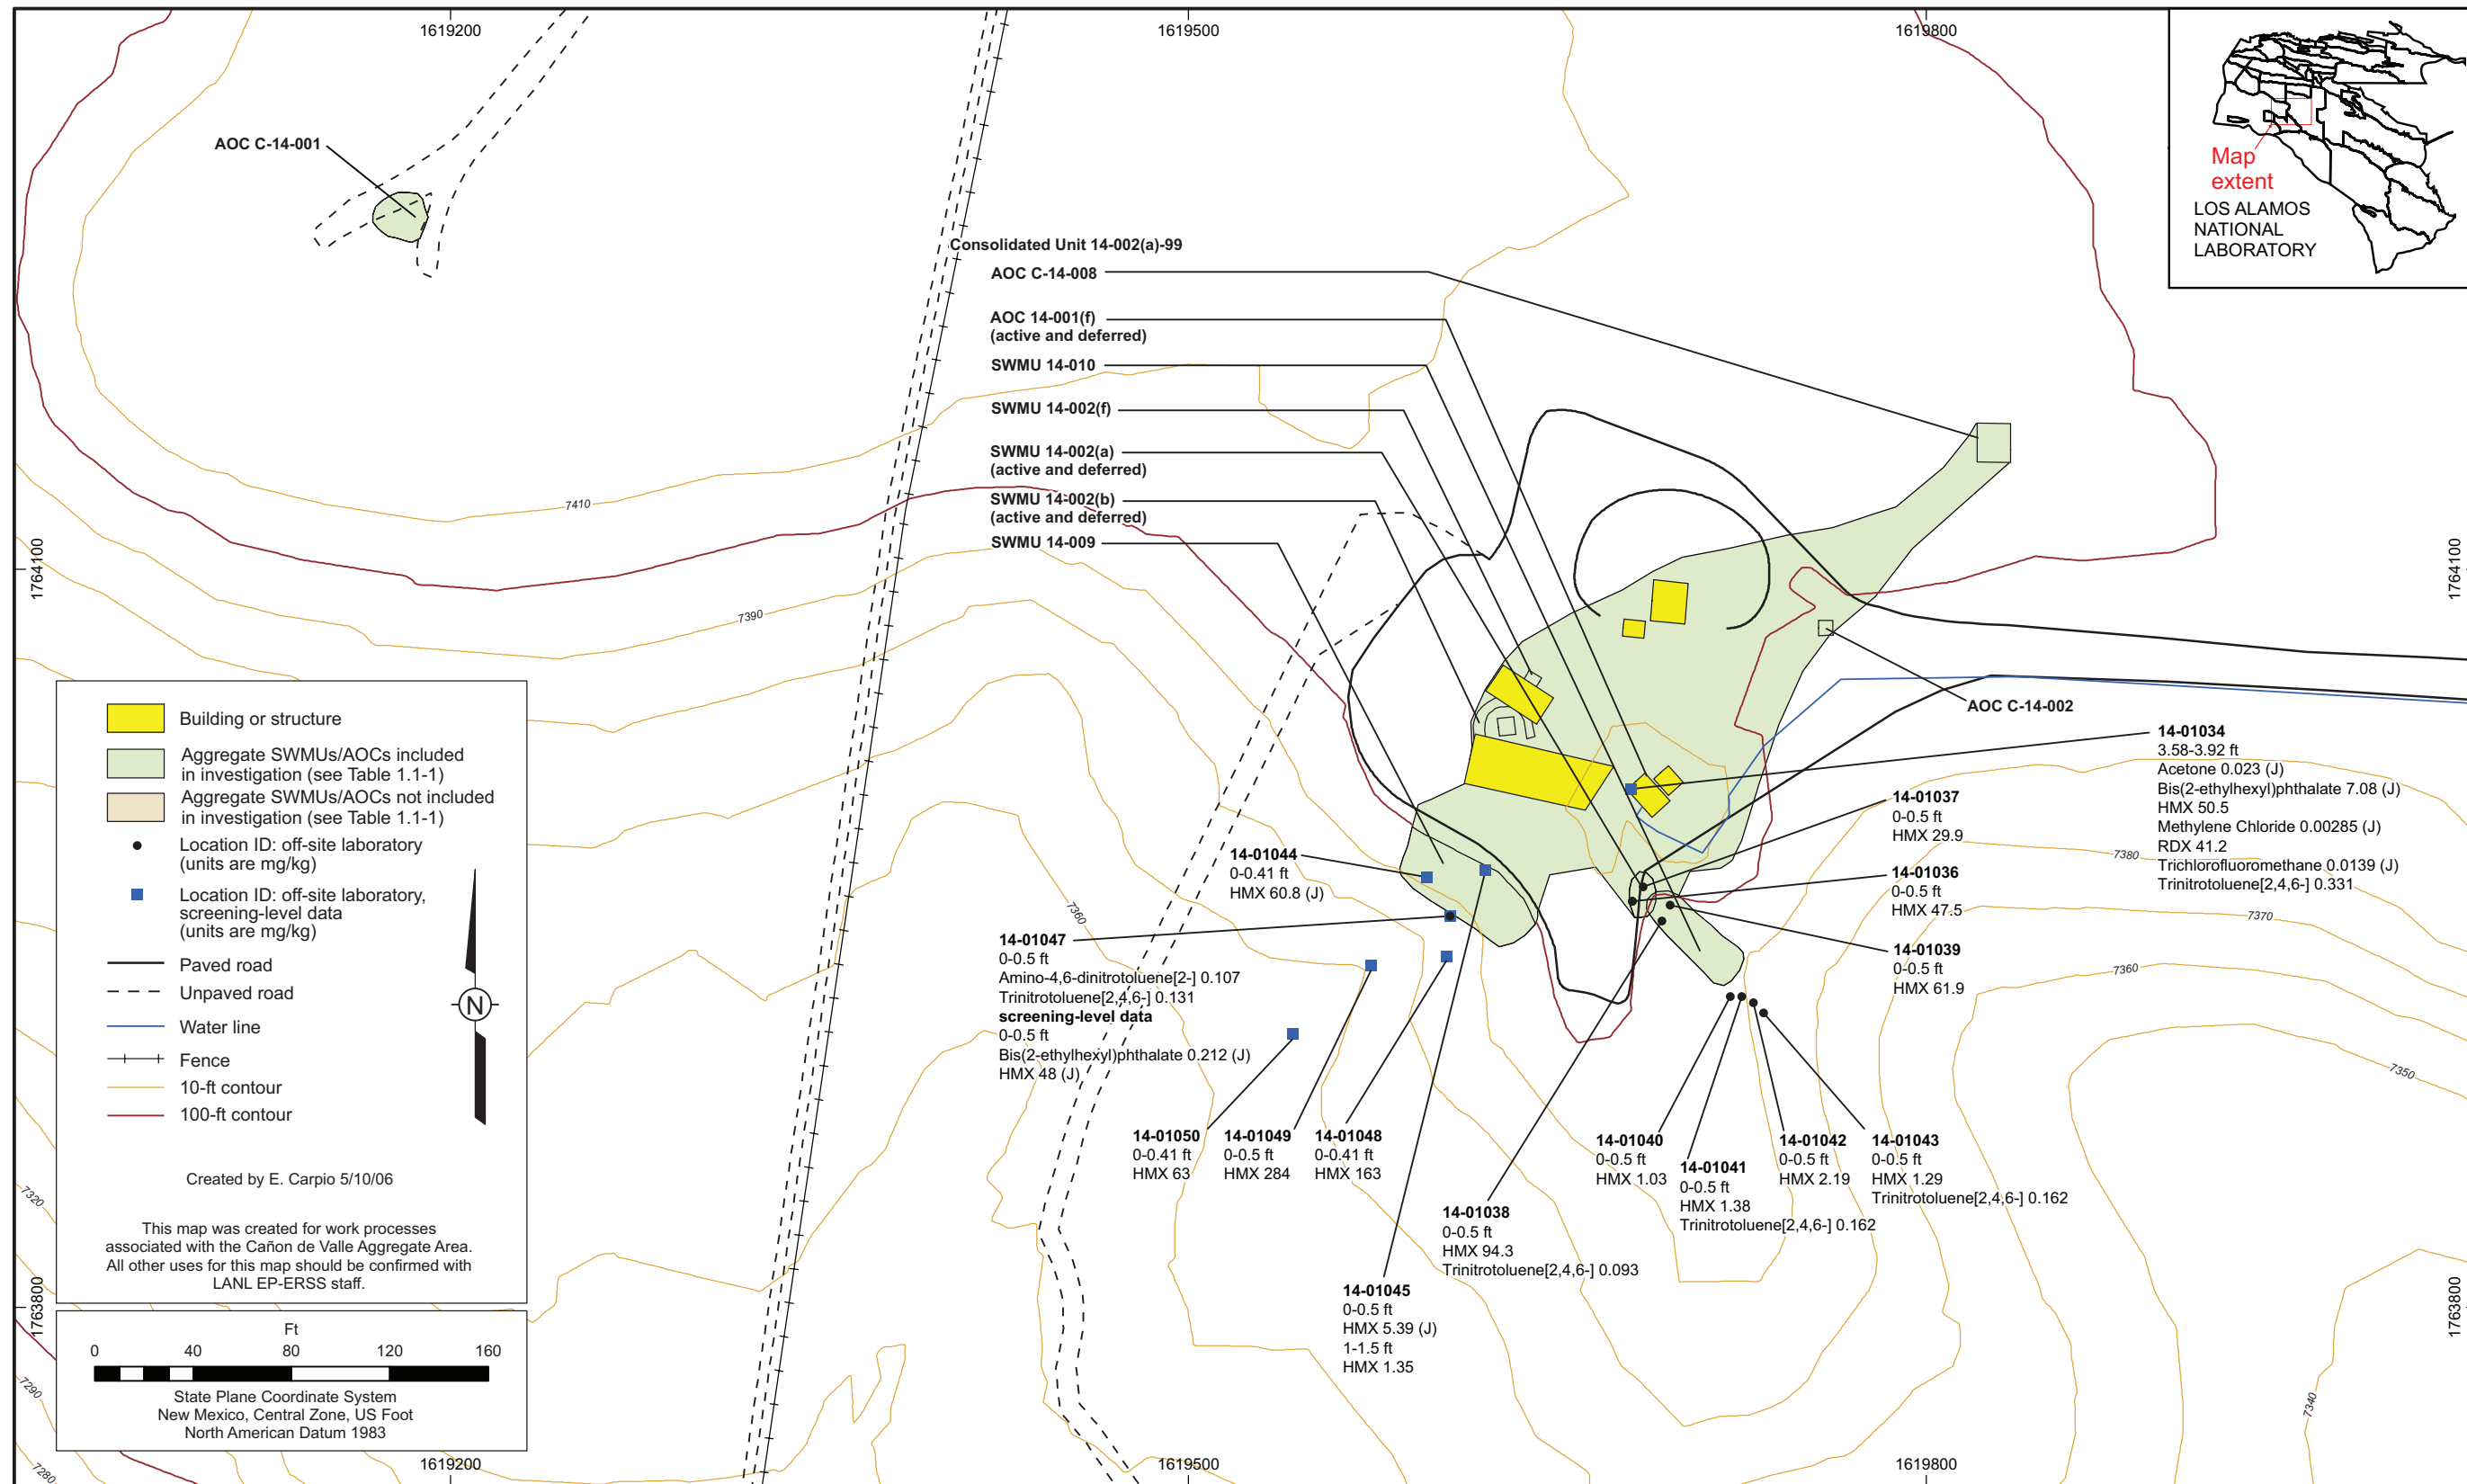 1619200
1619500
1619800
AOC C-14-001
Map
extent
LOS ALAMOS
NATIONAL
LABORATORY
Consolidated Unit 14-002(a)-99
AOC C-14-008
AOC 14-001(f)
(active and deferred)
SWMU 14-010
SWMU 14-002(f)
SWMU 14-002(a)
(active and deferred)
SWMU 14-002(b)
(active and deferred)
SWMU 14-009
7410
7390
1764100
1764100
AOC C-14-002
14-01034
3.58-3.92 ft
Acetone 0.023 (J)
Bis(2-ethylhexyl)phthalate 7.08 (J)
HMX 50.5
Methylene Chloride 0.00285 (J)
RDX 41.2
Trichlorofluoromethane 0.0139 (J)
Trinitrotoluene[2,4,6-] 0.331
14-01037
0-0.5 ft
HMX 29.9
14-01036
0-0.5 ft
HMX 47.5
14-01039
0-0.5 ft
HMX 61.9
7380
7370
7360
7350
7340
7360
14-01044
0-0.41 ft
HMX 60.8 (J)
14-01047
0-0.5 ft
Amino-4,6-dinitrotoluene[2-] 0.107
Trinitrotoluene[2,4,6-] 0.131
screening-level data
0-0.5 ft
Bis(2-ethylhexyl)phthalate 0.212 (J)
HMX 48 (J)
14-01050
0-0.41 ft
HMX 63
14-01049
0-0.5 ft
HMX 284
14-01048
0-0.41 ft
HMX 163
14-01040
0-0.5 ft
HMX 1.03
14-01041
0-0.5 ft
HMX 1.38
Trinitrotoluene[2,4,6-] 0.162
14-01042
0-0.5 ft
HMX 2.19
14-01043
0-0.5 ft
HMX 1.29
Trinitrotoluene[2,4,6-] 0.162
14-01038
0-0.5 ft
HMX 94.3
Trinitrotoluene[2,4,6-] 0.093
14-01045
0-0.5 ft
HMX 5.39 (J)
1-1.5 ft
HMX 1.35
Building or structure
Aggregate SWMUs/AOCs included
in investigation (see Table 1.1-1)
Aggregate SWMUs/AOCs not included
in investigation (see Table 1.1-1)
Location ID: off-site laboratory
(units are mg/kg)
Location ID: off-site laboratory,
screening-level data
(units are mg/kg)
Paved road
Unpaved road
Water line
Fence
10-ft contour
100-ft contour
N
Created by E. Carpio 5/10/06
This map was created for work processes
associated with the Cañon de Valle Aggregate Area.
All other uses for this map should be confirmed with
LANL EP-ERSS staff.
Ft
0 40 80 120 160
State Plane Coordinate System
New Mexico, Central Zone, US Foot
North American Datum 1983
7320
1763800
1763800
7290
7280
1619200
1619500
1619800